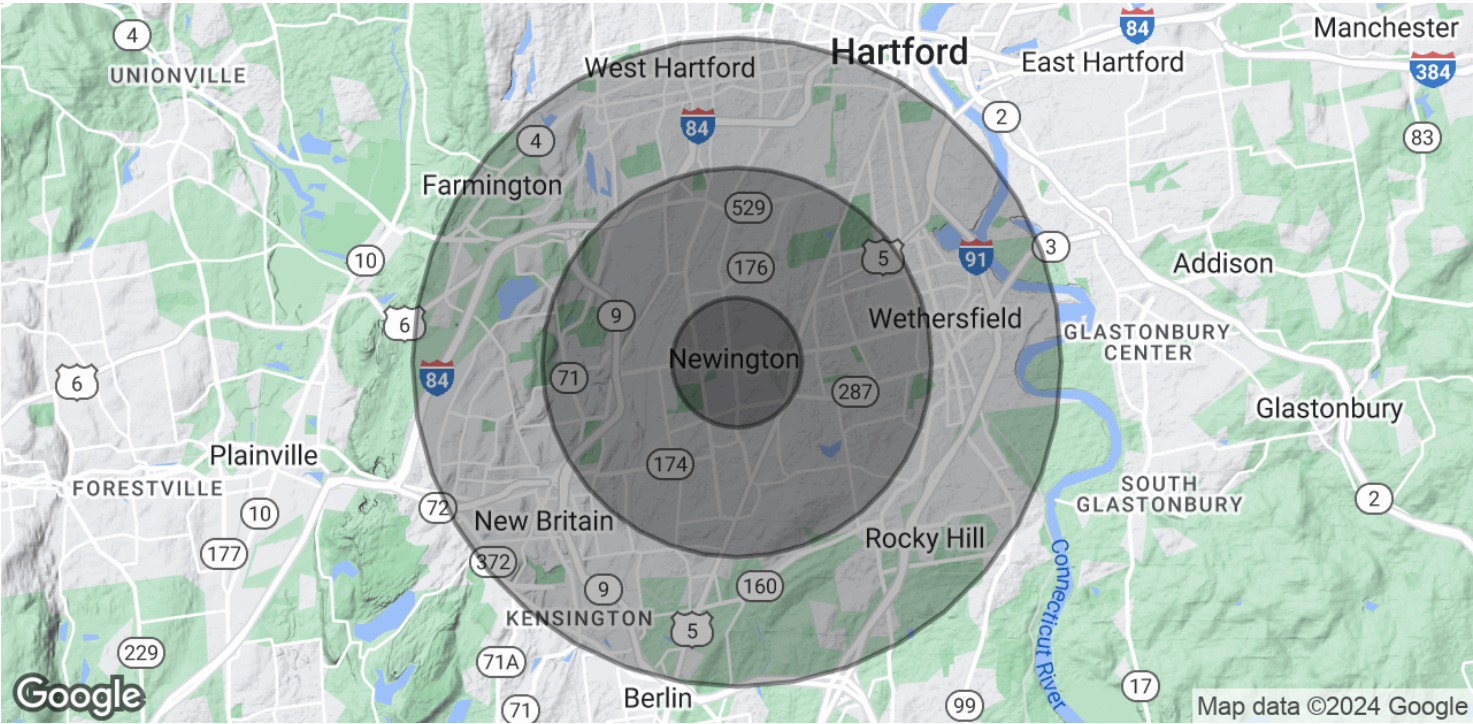 84
Manchester
4
Hartford
East Hartford
UNIONVILLE
West Hartford
384
2
84
4
83
Farmington
529
3
10
176
5
91
Addison
9
Wethersfield
6
GLASTONBURY
CENTER
Newington
6
84
71
287
Glastonbury
Plainville
174
FORESTVILLE
SOUTH
GLASTONBURY
2
72
10
New Britain
Rocky Hill
177
372
160
9
Connecticut River
KENSINGTON
5
229
71A
17
Berlin
Google
71
99
Map data ©2024 Google